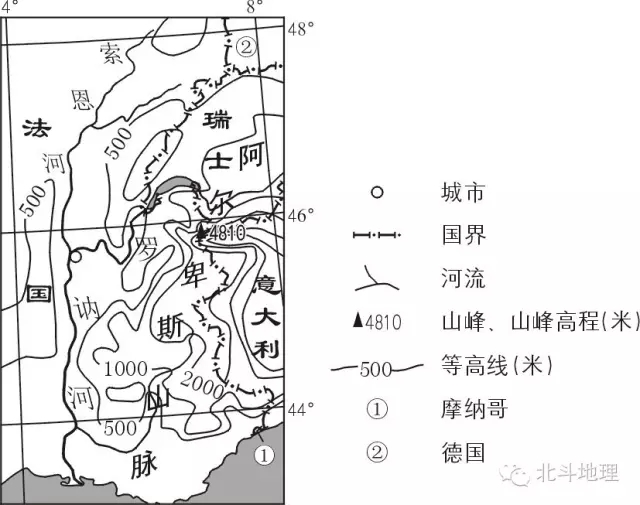 4°
8°
48°
②
索恩河
法国
500
瑞士
阿尔卑斯山脉
500
46°
4810
罗讷河
意大利
1000
2000
500
44°
①
城市
国界
河流
▲4810 山峰、山峰高程(米)
500 等高线(米)
① 摩纳哥
② 德国
北斗地理